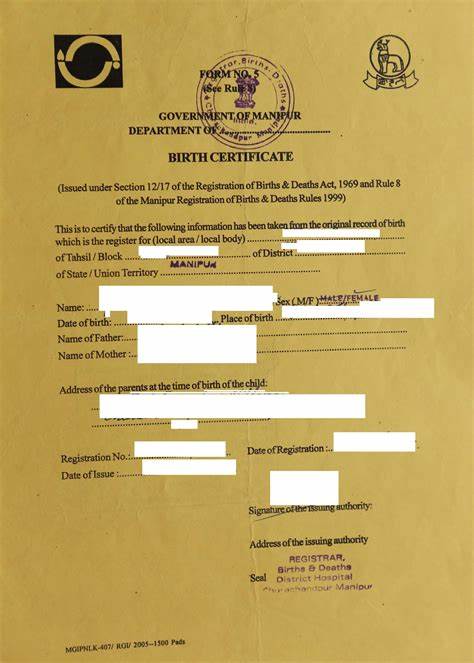 FORM NO. 5
(See Rule 8)
GOVERNMENT OF MANIPUR
DEPARTMENT OF
Registrar, Births & Deaths
Churachandpur Manipur
BIRTH CERTIFICATE
(Issued under Section 12/17 of the Registration of Births & Deaths Act, 1969 and Rule 8
of the Manipur Registration of Births & Deaths Rules 1999)
This is to certify that the following information has been taken from the original record of birth
which is the register for (local area / local body)
of Tahsil / Block of District
of State / Union Territory MANIPUR
Name: Sex ( M/F ) MALE/FEMALE
Date of birth: Place of birth
Name of Father:
Name of Mother :
Address of the parents at the time of birth of the child:
Registration No.: Date of Registration :
Date of Issue :
Signature of the issuing authority:
Address of the issuing authority
REGISTRAR,
Births & Deaths
Seal District Hospital
Churachandpur Manipur
MGIPNLK-407/ RGI/ 2005-1500 Pads